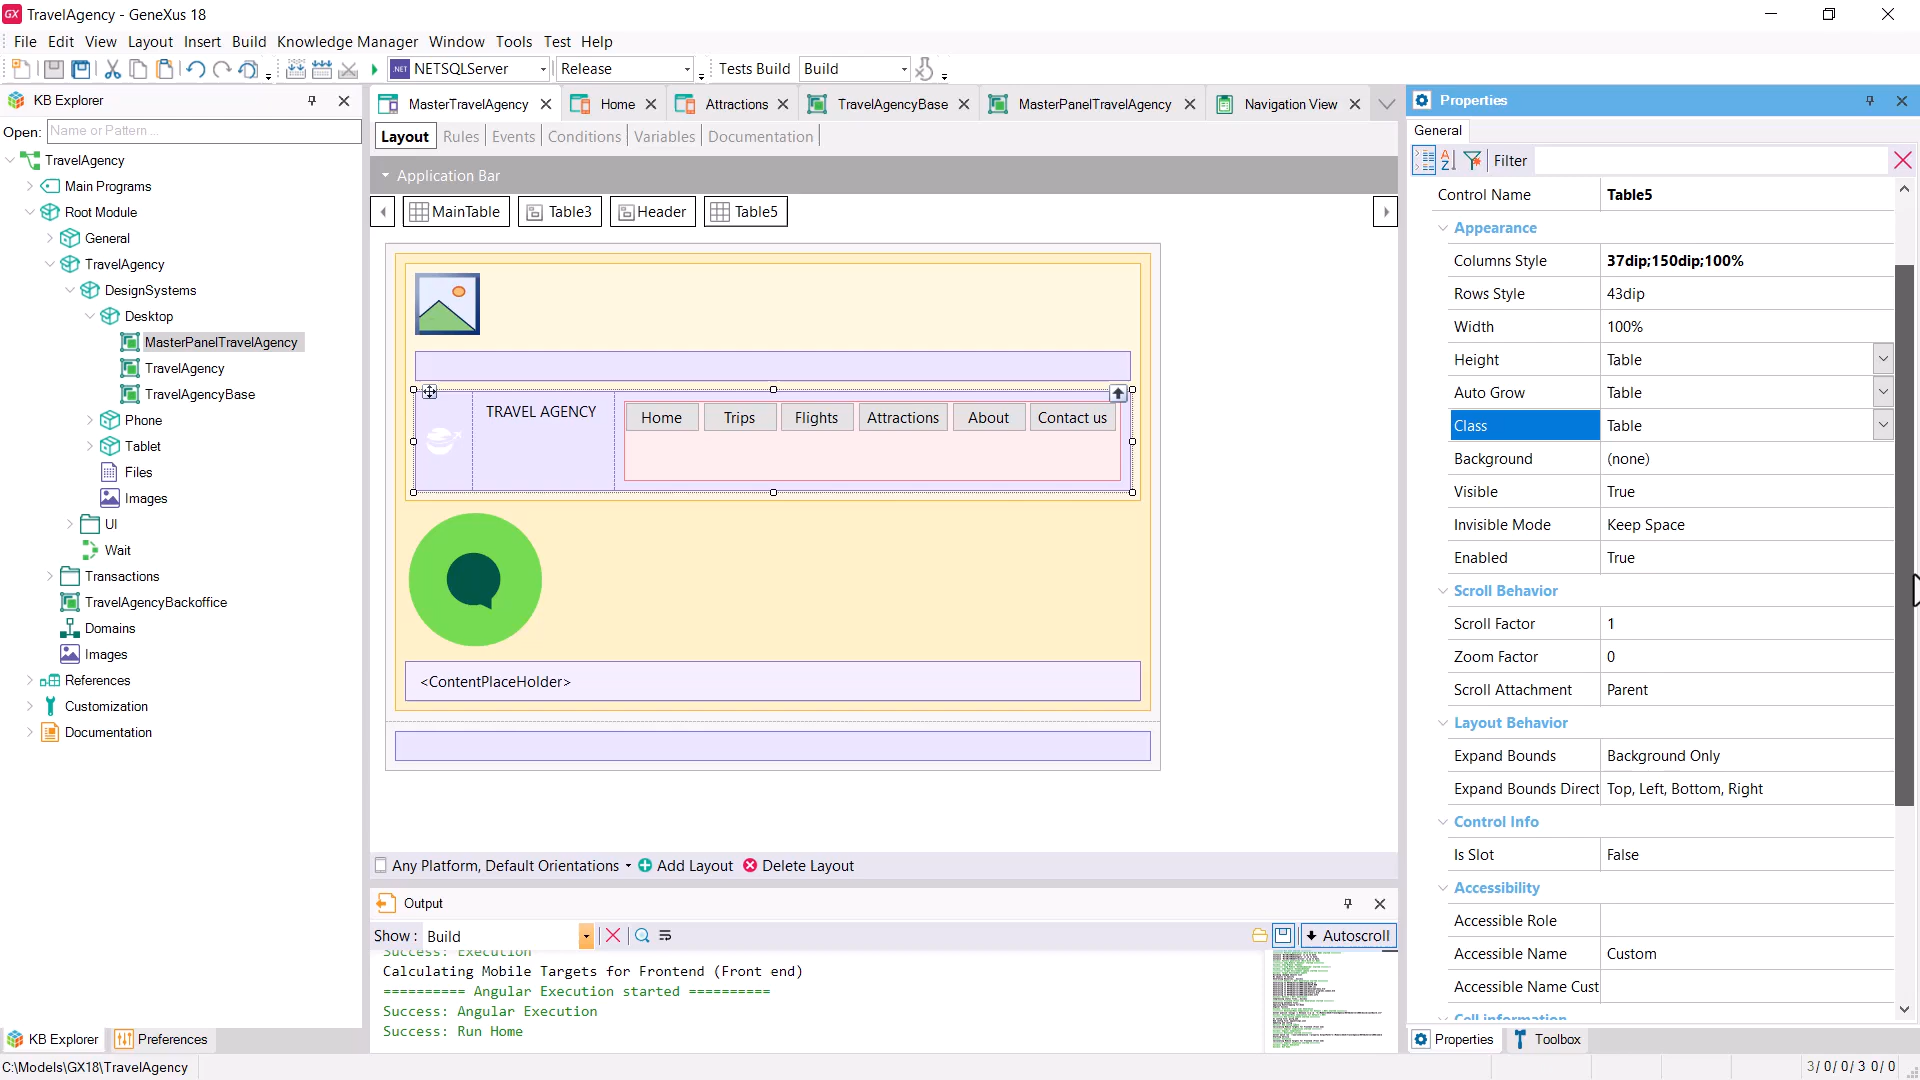 TravelAgency - GeneXus 18
File Edit View Layout Insert Build Knowledge Manager Window Tools Test Help
NETSQLServer Release Tests Build Build
KB Explorer
Open: Name or Pattern ...
TravelAgency
Main Programs
Root Module
General
TravelAgency
DesignSystems
Desktop
MasterPanelTravelAgency
TravelAgency
TravelAgencyBase
Phone
Tablet
Files
Images
UI
Wait
Transactions
TravelAgencyBackoffice
Domains
Images
References
Customization
Documentation
KB Explorer Preferences
C:\Models\GX18\TravelAgency
MasterTravelAgency Home Attractions TravelAgencyBase MasterPanelTravelAgency Navigation View
Layout Rules Events Conditions Variables Documentation
Application Bar
MainTable Table3 Header Table5
TRAVEL AGENCY Home Trips Flights Attractions About Contact us
<ContentPlaceHolder>
Any Platform, Default Orientations Add Layout Delete Layout
Output
Show : Build Autoscroll
Success: Execution
Calculating Mobile Targets for Frontend (Front end)
========== Angular Execution started ==========
Success: Angular Execution
Success: Run Home
Properties
General
Filter
Control Name Table5
Appearance
Columns Style 37dip;150dip;100%
Rows Style 43dip
Width 100%
Height Table
Auto Grow Table
Class Table
Background (none)
Visible True
Invisible Mode Keep Space
Enabled True
Scroll Behavior
Scroll Factor 1
Zoom Factor 0
Scroll Attachment Parent
Layout Behavior
Expand Bounds Background Only
Expand Bounds Direct Top, Left, Bottom, Right
Control Info
Is Slot False
Accessibility
Accessible Role
Accessible Name Custom
Accessible Name Cust
Cell information
Properties Toolbox
3/ 0/ 0/ 3 0/ 0